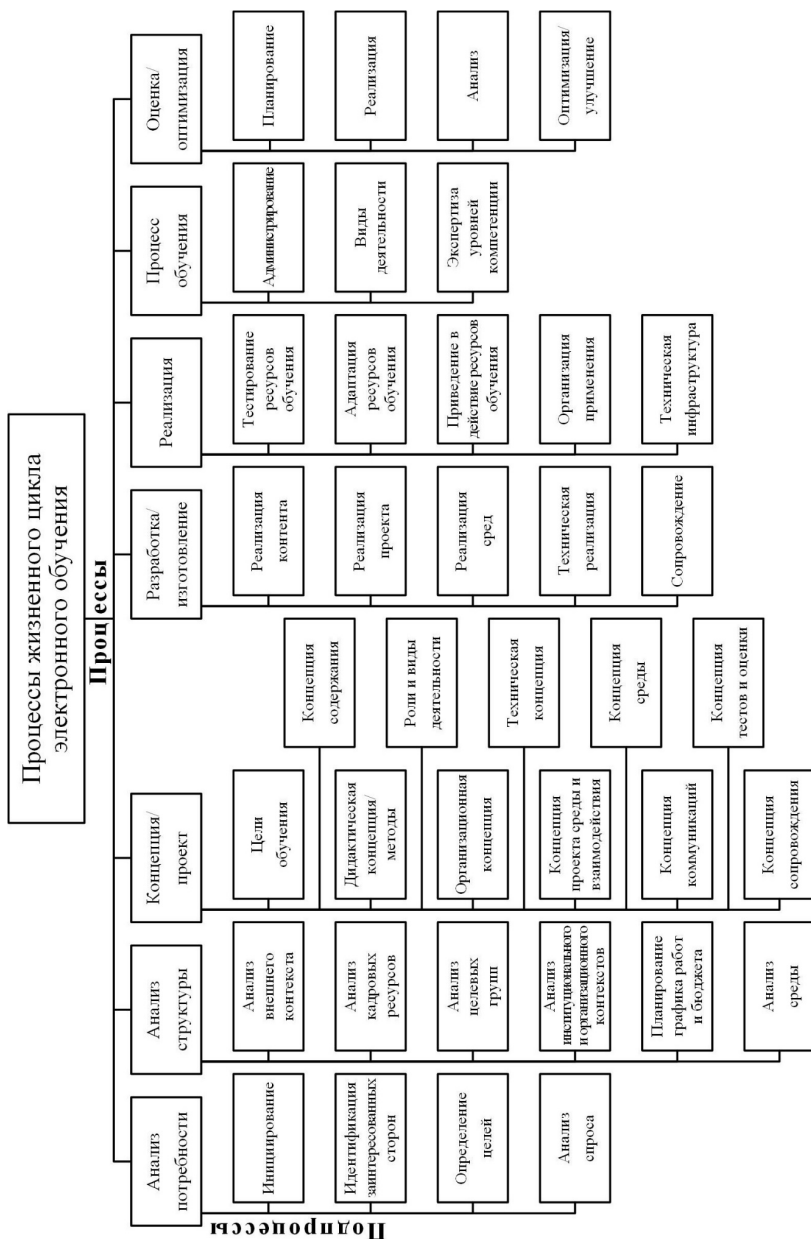 Процессы жизненного цикла
электронного обучения
Процессы
Подпроцессы
Анализ
потребности
Инициирование
Идентификация
заинтересованных
сторон
Определение
целей
Анализ
спроса
Анализ
структуры
Анализ
внешнего
контекста
Анализ
кадровых
ресурсов
Анализ
целевых
групп
Анализ
институционального
и организационного
контекстов
Планирование
графика работ
и бюджета
Анализ
среды
Концепция/
проект
Цели
обучения
Концепция
содержания
Дидактическая
концепция/
методы
Роли и виды
деятельности
Организационная
концепция
Техническая
концепция
Концепция
проекта среды и
взаимодействия
Концепция
среды
Концепция
коммуникаций
Концепция
тестов и оценки
Концепция
сопровождения
Разработка/
изготовление
Реализация
контента
Реализация
проекта
Реализация
сред
Техническая
реализация
Сопровождение
Реализация
Тестирование
ресурсов
обучения
Адаптация
ресурсов
обучения
Приведение в
действие ресурсов
обучения
Организация
применения
Техническая
инфраструктура
Процесс
обучения
Администрирование
Виды
деятельности
Экспертиза
уровней
компетенции
Оценка/
оптимизация
Планирование
Реализация
Анализ
Оптимизация/
улучшение